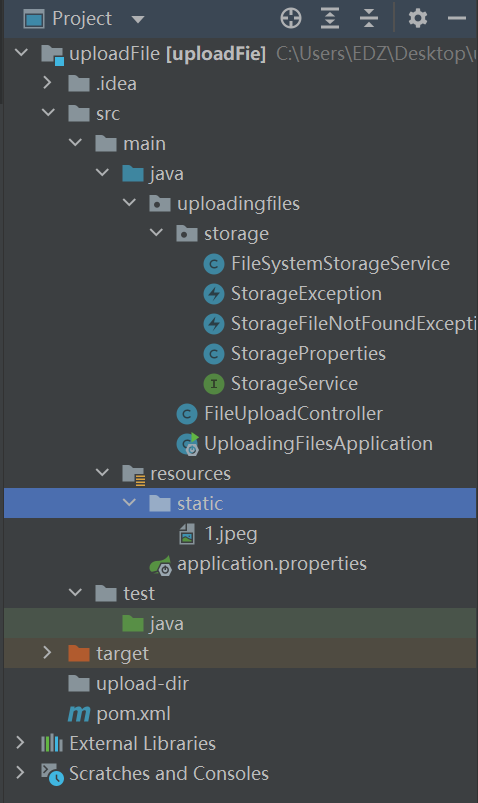 Project
uploadFile [uploadFie] C:\Users\EDZ\Desktop\u
.idea
src
main
java
uploadingfiles
storage
FileSystemStorageService
StorageException
StorageFileNotFoundExcepti
StorageProperties
StorageService
FileUploadController
UploadingFilesApplication
resources
static
1.jpeg
application.properties
test
java
target
upload-dir
pom.xml
External Libraries
Scratches and Consoles